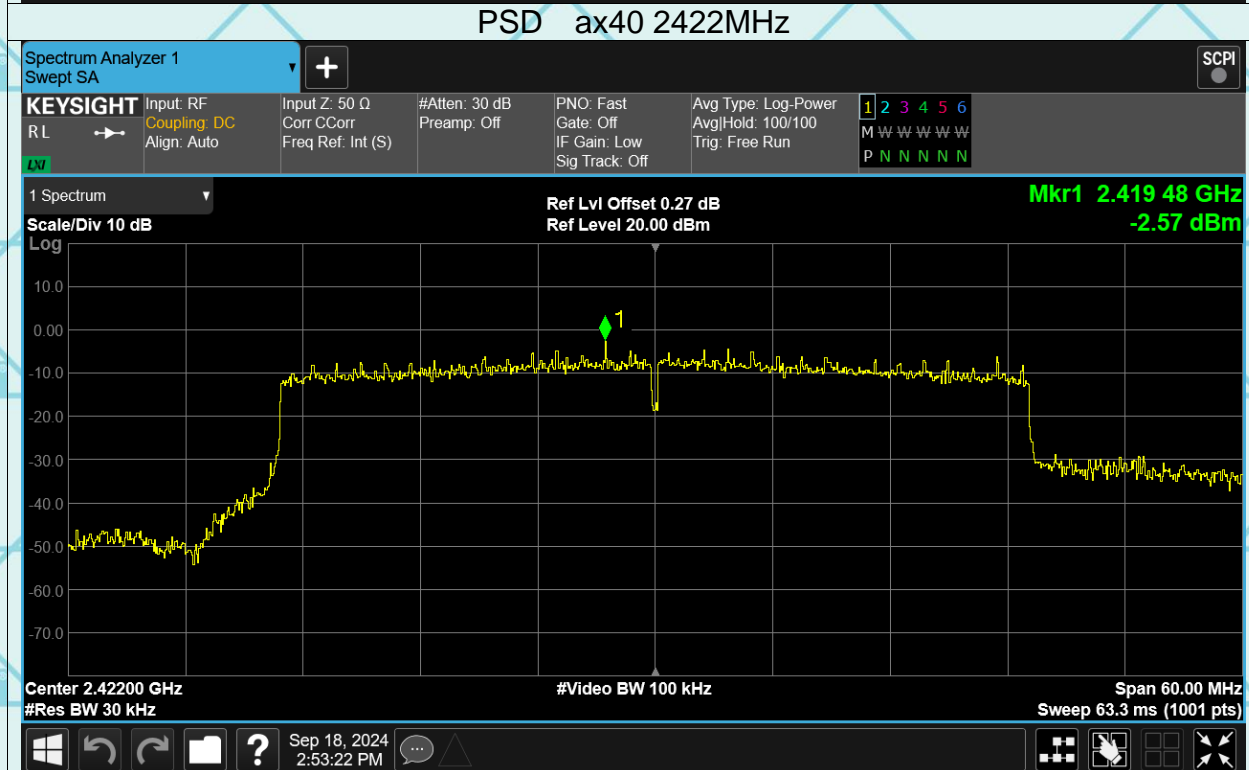 PSD ax40 2422MHz
Spectrum Analyzer 1
Swept SA
SCPI
KEYSIGHT
RL
LXI
Input: RF
Coupling: DC
Align: Auto
Input Z: 50 Ω
Corr CCorr
Freq Ref: Int (S)
#Atten: 30 dB
Preamp: Off
PNO: Fast
Gate: Off
IF Gain: Low
Sig Track: Off
Avg Type: Log-Power
Avg|Hold: 100/100
Trig: Free Run
1 2 3 4 5 6
M W W W W W
P N N N N N
1 Spectrum
Scale/Div 10 dB
Log
Ref Lvl Offset 0.27 dB
Ref Level 20.00 dBm
Mkr1 2.419 48 GHz
-2.57 dBm
10.0
0.00
-10.0
-20.0
-30.0
-40.0
-50.0
-60.0
-70.0
1
Center 2.42200 GHz
#Res BW 30 kHz
#Video BW 100 kHz
Span 60.00 MHz
Sweep 63.3 ms (1001 pts)
?
Sep 18, 2024
2:53:22 PM